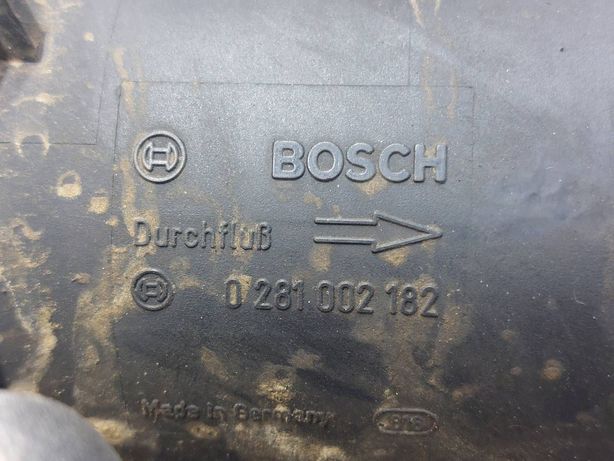 BOSCH
Durchfluß
0 281 002 182
Made in Germany